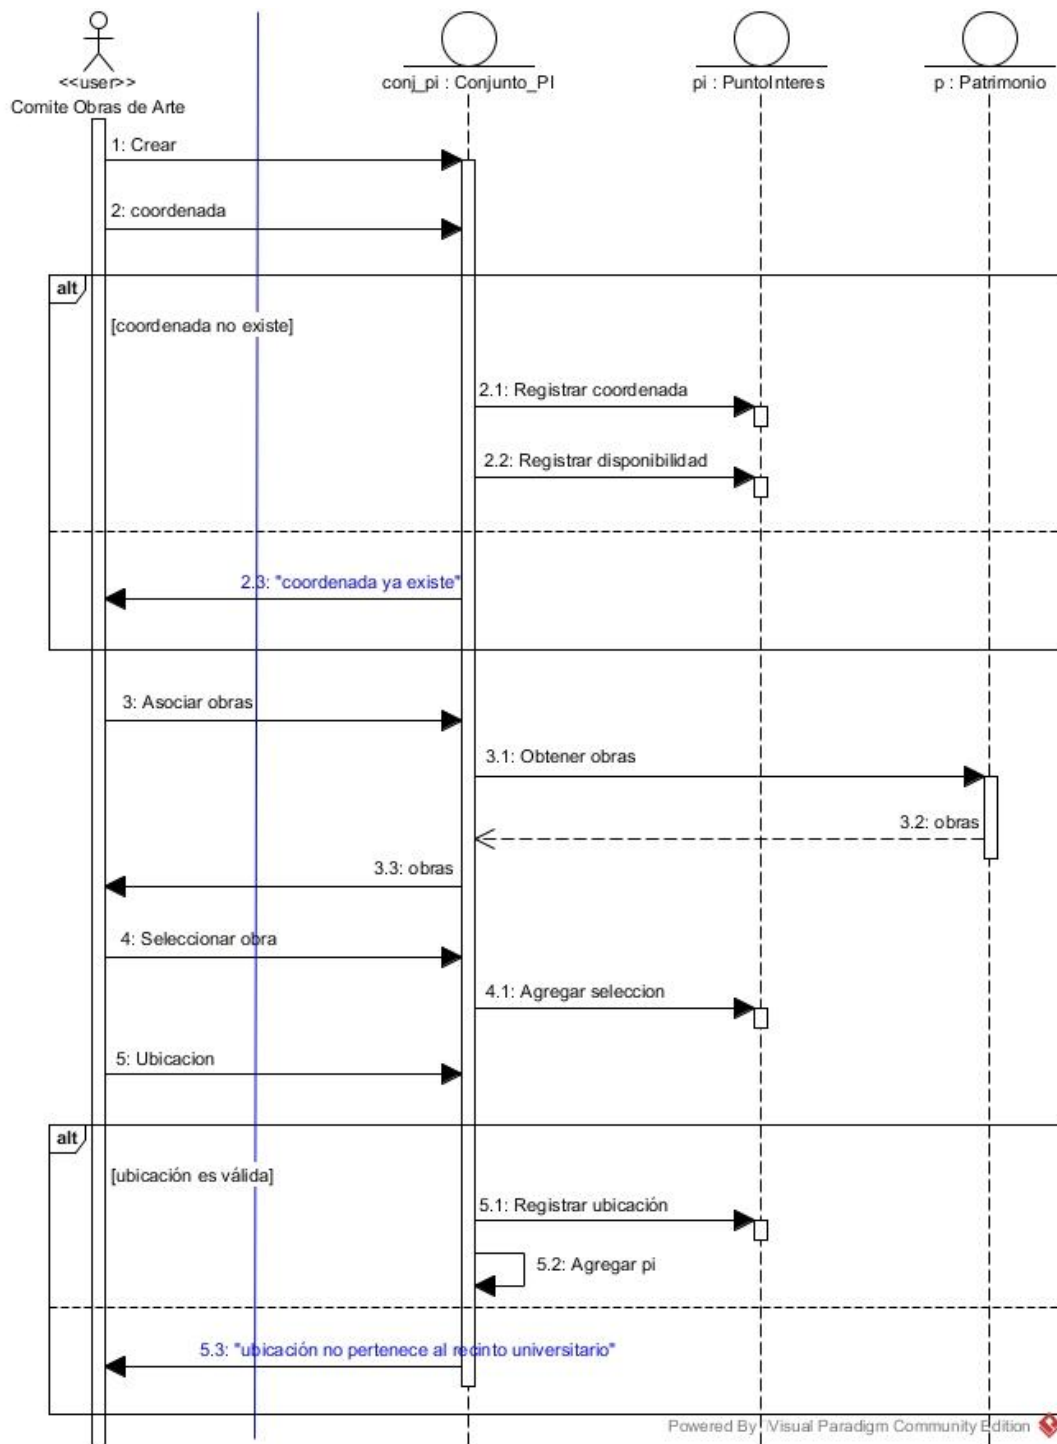 <<user>>
Comite Obras de Arte
conj_pi : Conjunto_PI
pi : PuntoInteres
p : Patrimonio
1: Crear
2: coordenada
alt
[coordenada no existe]
2.1: Registrar coordenada
2.2: Registrar disponibilidad
2.3: "coordenada ya existe"
3: Asociar obras
3.1: Obtener obras
3.2: obras
3.3: obras
4: Seleccionar obra
4.1: Agregar seleccion
5: Ubicacion
alt
[ubicación es válida]
5.1: Registrar ubicación
5.2: Agregar pi
5.3: "ubicación no pertenece al recinto universitario"
Powered By Visual Paradigm Community Edition